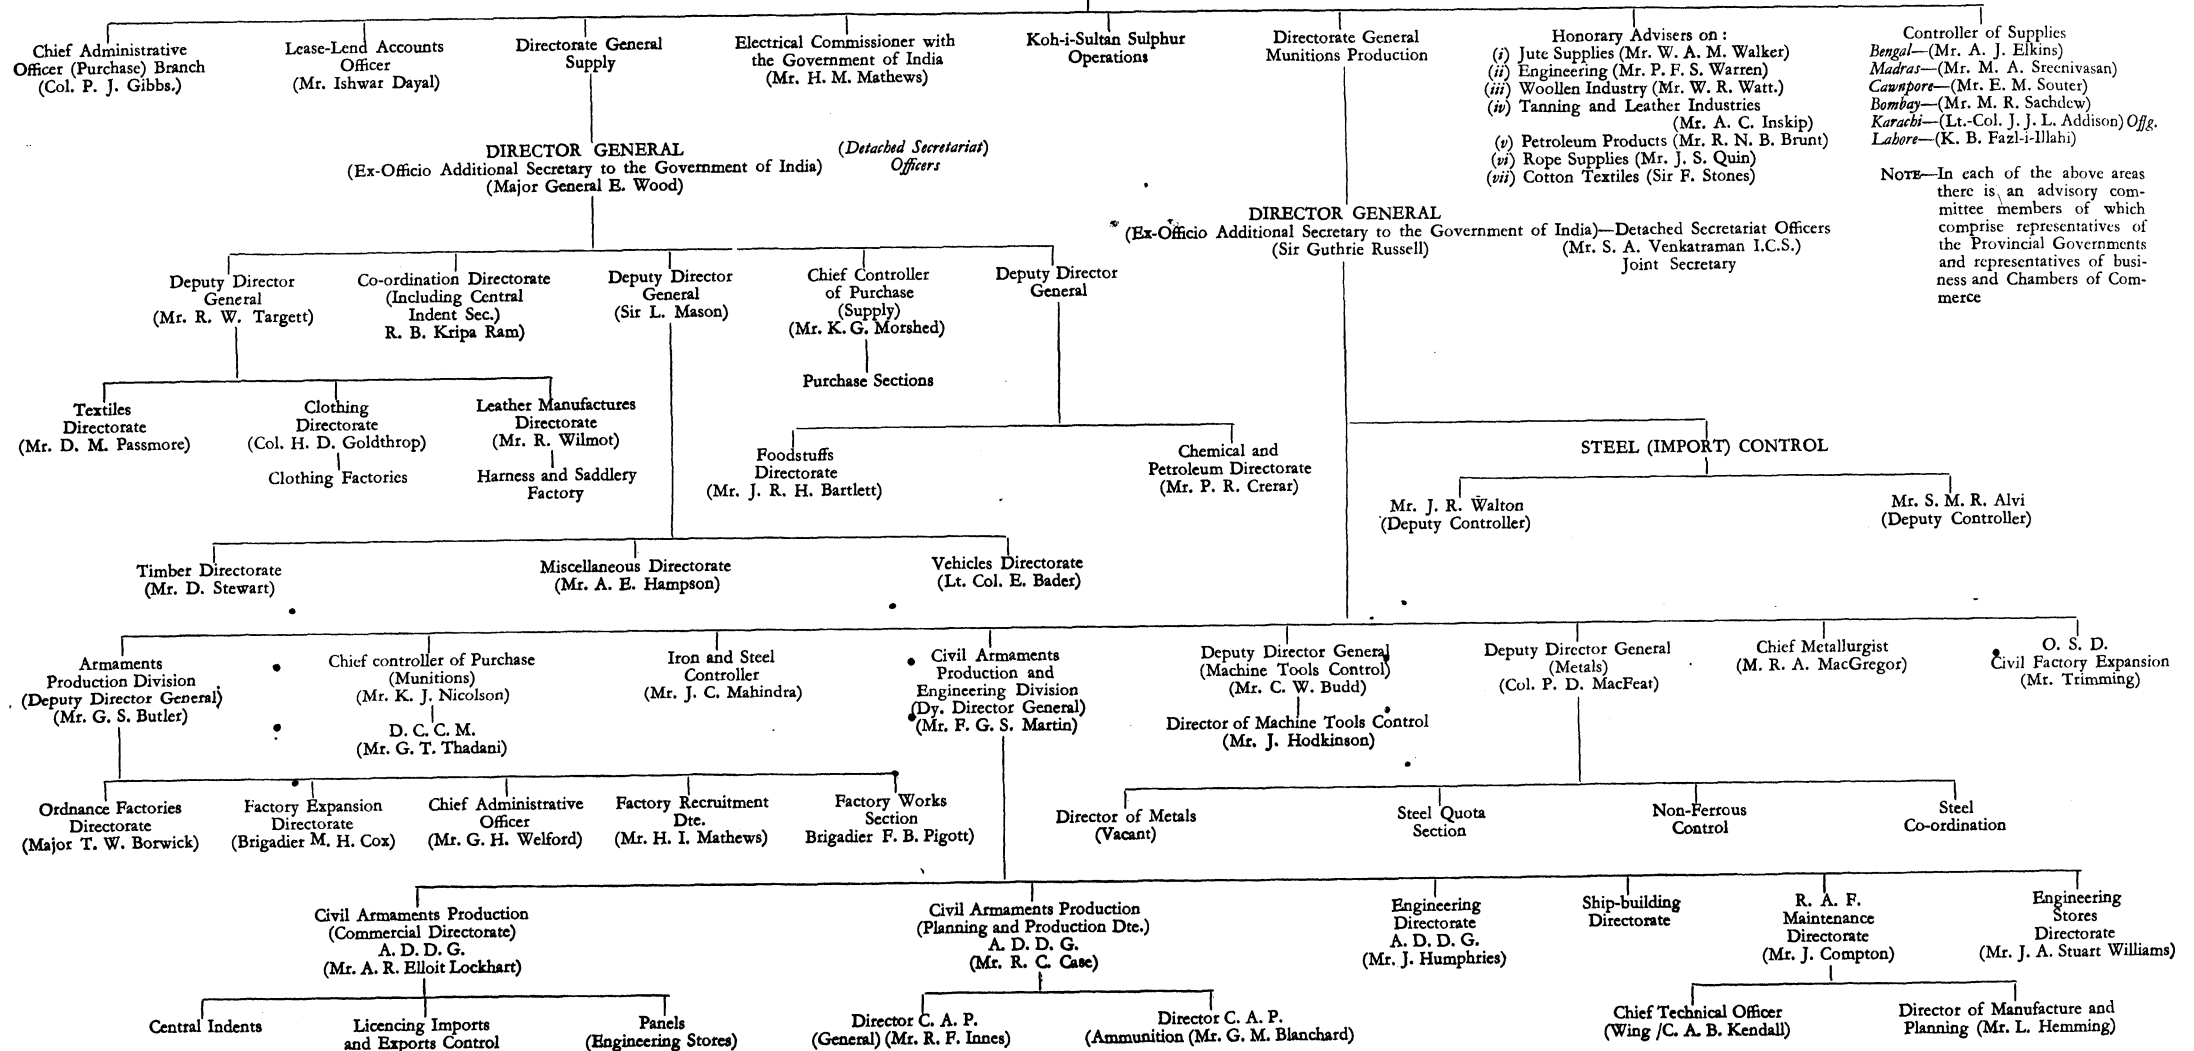 Chief Administrative
Officer (Purchase) Branch
(Col. P. J. Gibbs.)
Lease-Lend Accounts
Officer
(Mr. Ishwar Dayal)
Directorate General
Supply
Electrical Commissioner with
the Government of India
(Mr. H. M. Mathews)
Koh-i-Sultan Sulphur
Operations
Directorate General
Munitions Production
Honorary Advisers on :
(i) Jute Supplies (Mr. W. A. M. Walker)
(ii) Engineering (Mr. P. F. S. Warren)
(iii) Woollen Industry (Mr. W. R. Watt.)
(iv) Tanning and Leather Industries
(Mr. A. C. Inskip)
(v) Petroleum Products (Mr. R. N. B. Brunt)
(vi) Rope Supplies (Mr. J. S. Quin)
(vii) Cotton Textiles (Sir F. Stones)
Controller of Supplies
Bengal—(Mr. A. J. Elkins)
Madras—(Mr. M. A. Sreenivasan)
Cawnpore—(Mr. E. M. Souter)
Bombay—(Mr. M. R. Sachdew)
Karachi—(Lt.-Col. J. J. L. Addison) Offg.
Lahore—(K. B. Fazl-i-Illahi)
NOTE—In each of the above areas
there is an advisory com-
mittee members of which
comprise representatives of
the Provincial Governments
and representatives of busi-
ness and Chambers of Com-
merce
DIRECTOR GENERAL
(Ex-Officio Additional Secretary to the Government of India)
(Major General E. Wood)
(Detached Secretariat)
Officers
DIRECTOR GENERAL
(Ex-Officio Additional Secretary to the Government of India)—Detached Secretariat Officers
(Sir Guthrie Russell)
(Mr. S. A. Venkatraman I.C.S.)
Joint Secretary
Deputy Director
General
(Mr. R. W. Targett)
Co-ordination Directorate
(Including Central
Indent Sec.)
R. B. Kripa Ram)
Deputy Director
General
(Sir L. Mason)
Chief Controller
of Purchase
(Supply)
(Mr. K. G. Morshed)
Purchase Sections
Deputy Director
General
Textiles
Directorate
(Mr. D. M. Passmore)
Clothing
Directorate
(Col. H. D. Goldthrop)
Clothing Factories
Leather Manufactures
Directorate
(Mr. R. Wilmot)
Harness and Saddlery
Factory
Foodstuffs
Directorate
(Mr. J. R. H. Bartlett)
Chemical and
Petroleum Directorate
(Mr. P. R. Crerar)
STEEL (IMPORT) CONTROL
Mr. J. R. Walton
(Deputy Controller)
Mr. S. M. R. Alvi
(Deputy Controller)
Timber Directorate
(Mr. D. Stewart)
Miscellaneous Directorate
(Mr. A. E. Hampson)
Vehicles Directorate
(Lt. Col. E. Bader)
Armaments
Production Division
(Deputy Director General)
(Mr. G. S. Butler)
Chief controller of Purchase
(Munitions)
(Mr. K. J. Nicolson)
D. C. C. M.
(Mr. G. T. Thadani)
Iron and Steel
Controller
(Mr. J. C. Mahindra)
Civil Armaments
Production and
Engineering Division
(Dy. Director General)
(Mr. F. G. S. Martin)
Deputy Director General
(Machine Tools Control)
(Mr. C. W. Budd)
Director of Machine Tools Control
(Mr. J. Hodkinson)
Deputy Director General
(Metals)
(Col. P. D. MacFeat)
Chief Metallurgist
(M. R. A. MacGregor)
O. S. D.
Civil Factory Expansion
(Mr. Trimming)
Ordnance Factories
Directorate
(Major T. W. Borwick)
Factory Expansion
Directorate
(Brigadier M. H. Cox)
Chief Administrative
Officer
(Mr. G. H. Welford)
Factory Recruitment
Dte.
(Mr. H. I. Mathews)
Factory Works
Section
Brigadier F. B. Pigott)
Director of Metals
(Vacant)
Steel Quota
Section
Non-Ferrous
Control
Steel
Co-ordination
Civil Armaments Production
(Commercial Directorate)
A. D. D. G.
(Mr. A. R. Elloit Lockhart)
Civil Armaments Production
(Planning and Production Dte.)
A. D. D. G.
(Mr. R. C. Case)
Engineering
Directorate
A. D. D. G.
(Mr. J. Humphries)
Ship-building
Directorate
R. A. F.
Maintenance
Directorate
(Mr. J. Compton)
Engineering
Stores
Directorate
(Mr. J. A. Stuart Williams)
Central Indents
Licencing Imports
and Exports Control
Panels
(Engineering Stores)
Director C. A. P.
(General) (Mr. R. F. Innes)
Director C. A. P.
(Ammunition (Mr. G. M. Blanchard)
Chief Technical Officer
(Wing /C. A. B. Kendall)
Director of Manufacture and
Planning (Mr. L. Hemming)